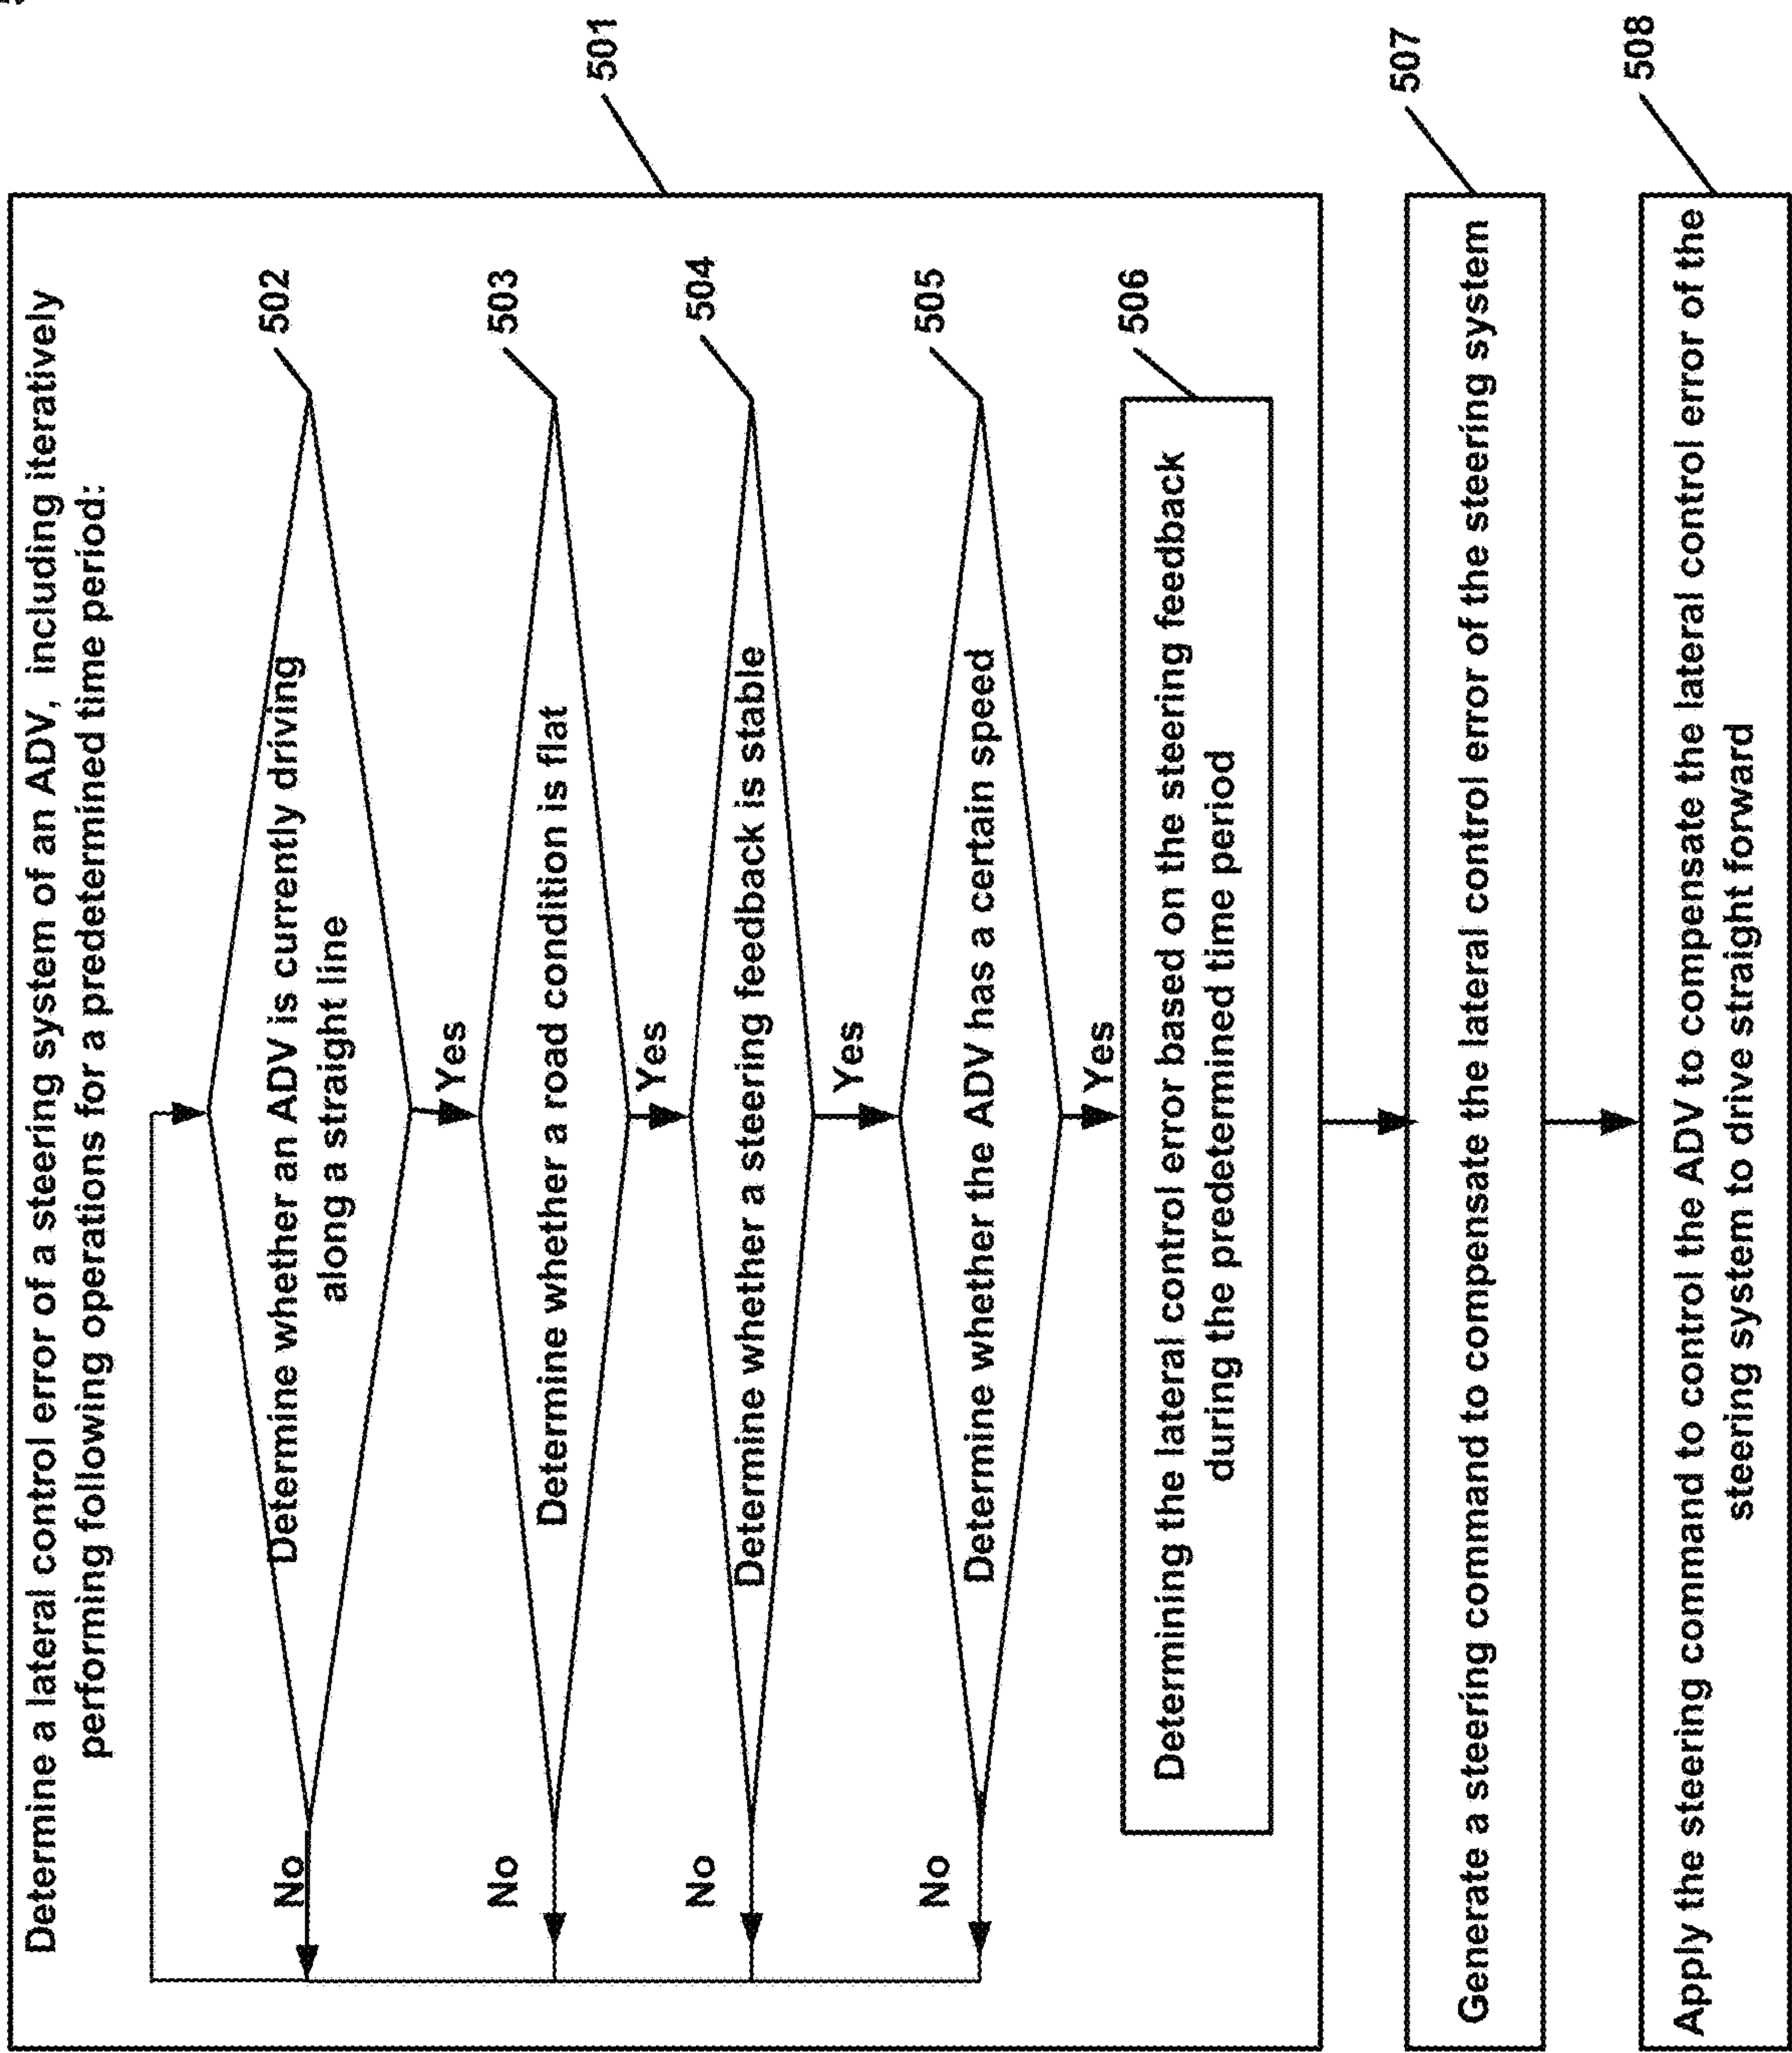 Determine a lateral control error of a steering system of an ADV, including iteratively
performing following operations for a predetermined time period:
501
502
Determine whether an ADV is currently driving
along a straight line
No
Yes
503
Determine whether a road condition is flat
No
Yes
504
Determine whether a steering feedback is stable
No
Yes
505
Determine whether the ADV has a certain speed
No
Yes
506
Determining the lateral control error based on the steering feedback
during the predetermined time period
507
Generate a steering command to compensate the lateral control error of the steering system
508
Apply the steering command to control the ADV to compensate the lateral control error of the
steering system to drive straight forward